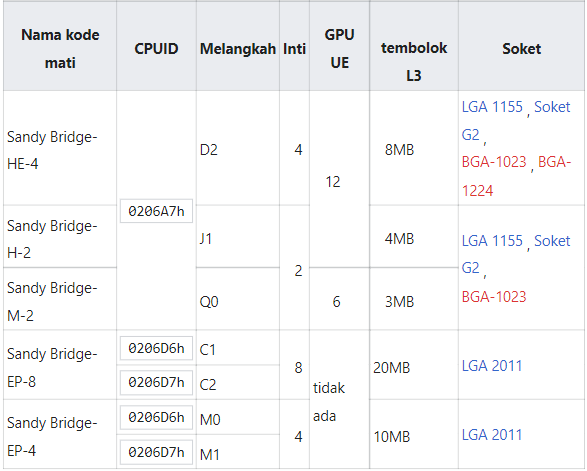 Nama kode mati CPUID Melangkah Inti GPU UE tembolok L3 Soket
Sandy Bridge-HE-4 0206A7h D2 4 12 8MB LGA 1155 , Soket G2 , BGA-1023 , BGA-1224
Sandy Bridge-H-2 J1 2 4MB LGA 1155 , Soket G2 , BGA-1023
Sandy Bridge-M-2 Q0 6 3MB
Sandy Bridge-EP-8 0206D6h C1 8 tidak ada 20MB LGA 2011
0206D7h C2
Sandy Bridge-EP-4 0206D6h M0 4 10MB LGA 2011
0206D7h M1